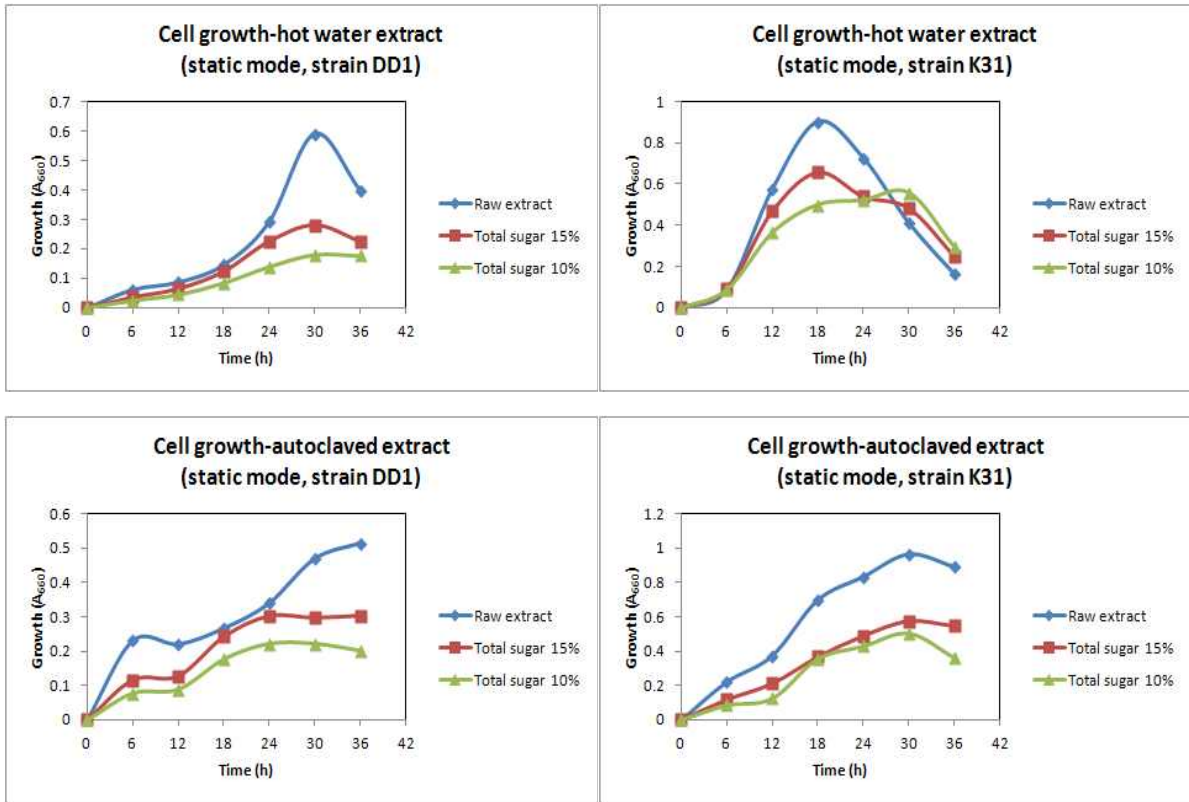 Cell growth-hot water extract
(static mode, strain DD1)
0.7
0.6
0.5
0.4
0.3
0.2
0.1
0
Growth (A660)
0 6 12 18 24 30 36 42
Time (h)
Raw extract
Total sugar 15%
Total sugar 10%
Cell growth-hot water extract
(static mode, strain K31)
1
0.8
0.6
0.4
0.2
0
Growth (A660)
0 6 12 18 24 30 36 42
Time (h)
Raw extract
Total sugar 15%
Total sugar 10%
Cell growth-autoclaved extract
(static mode, strain DD1)
0.6
0.5
0.4
0.3
0.2
0.1
0
Growth (A660)
0 6 12 18 24 30 36 42
Time (h)
Raw extract
Total sugar 15%
Total sugar 10%
Cell growth-autoclaved extract
(static mode, strain K31)
1.2
1
0.8
0.6
0.4
0.2
0
Growth (A660)
0 6 12 18 24 30 36 42
Time (h)
Raw extract
Total sugar 15%
Total sugar 10%